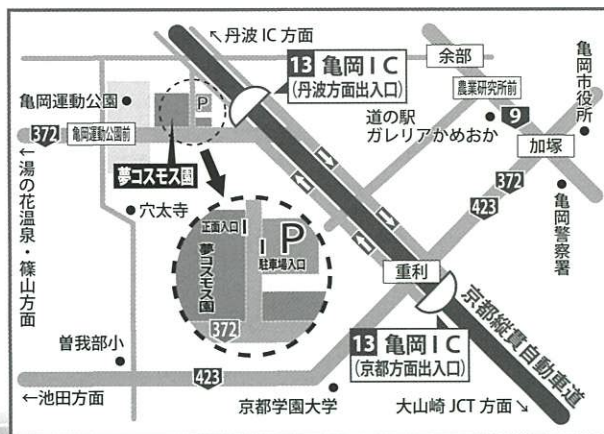 ↖丹波 IC 方面
13 亀岡 I C
(丹波方面出入口)
余部
農業研究所前
9
亀岡市役所
道の駅
ガレリアかめおか
加塚
372
423
亀岡警察署
亀岡運動公園
P
372
亀岡運動公園前
夢コスモス園
←湯の花温泉・篠山方面
穴太寺
正面入口
夢コスモス園
P
駐車場入口
372
重利
京都縦貫自動車道
13 亀岡 I C
(京都方面出入口)
曽我部小
423
←池田方面
京都学園大学
大山崎 JCT 方面↘